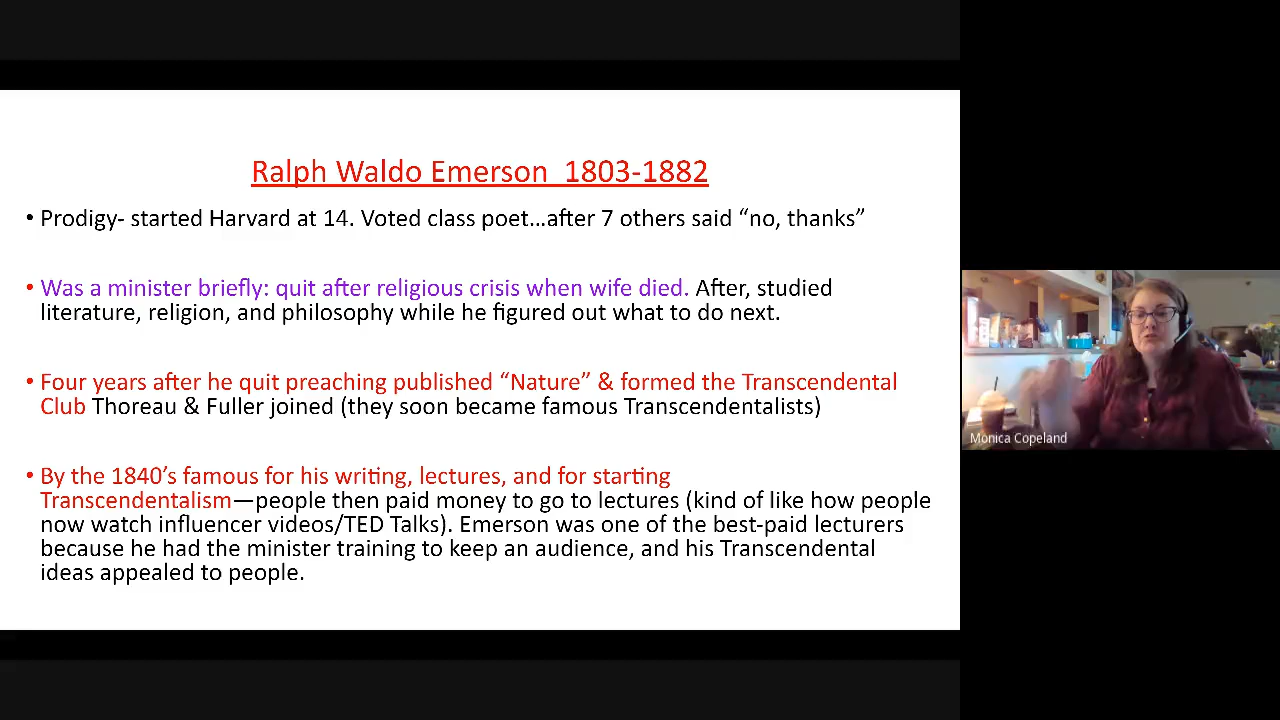 Ralph Waldo Emerson  1803-1882
• Prodigy- started Harvard at 14. Voted class poet…after 7 others said “no, thanks”
• Was a minister briefly: quit after religious crisis when wife died. After, studied
literature, religion, and philosophy while he figured out what to do next.
• Four years after he quit preaching published “Nature” & formed the Transcendental
Club Thoreau & Fuller joined (they soon became famous Transcendentalists)
• By the 1840’s famous for his writing, lectures, and for starting
Transcendentalism—people then paid money to go to lectures (kind of like how people
now watch influencer videos/TED Talks). Emerson was one of the best-paid lecturers
because he had the minister training to keep an audience, and his Transcendental
ideas appealed to people.
Monica Copeland